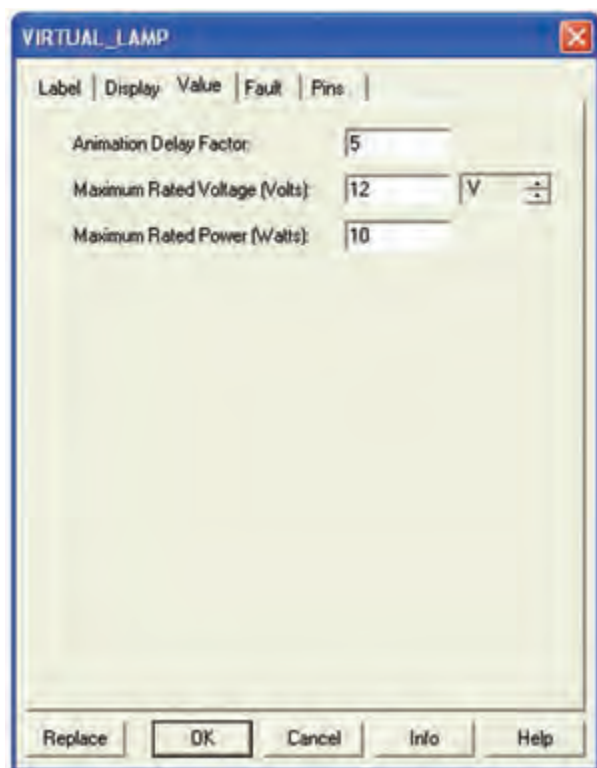 VIRTUAL_LAMP
Label Display Value Fault Pins
Animation Delay Factor: 5
Maximum Rated Voltage (Volts): 12 V
Maximum Rated Power (Watts): 10
Replace OK Cancel Info Help